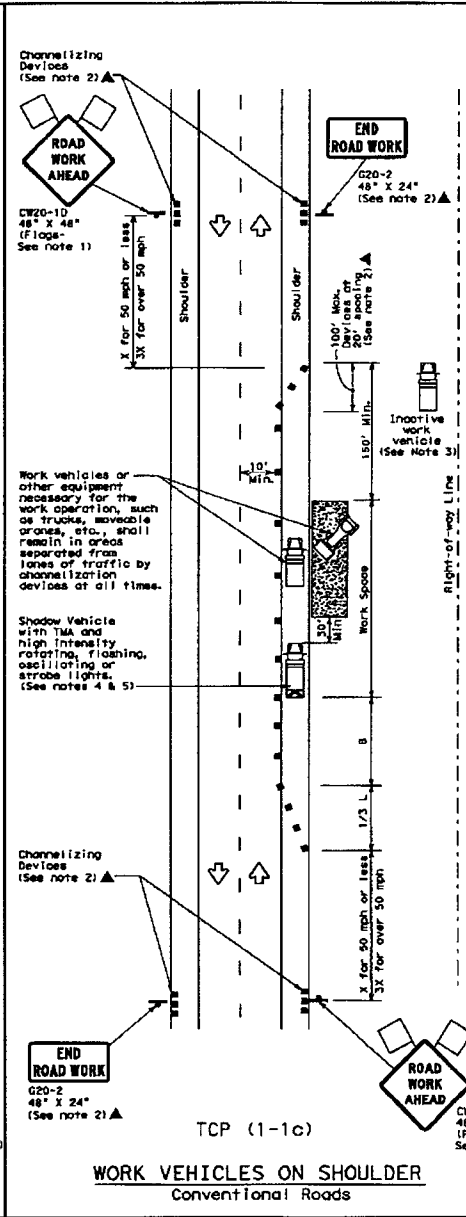 Channelizing
Devices
(See note 2)▲
ROAD
WORK
AHEAD
CW20-1D
48" X 48"
(Flags-
See note 1)
END
ROAD WORK
G20-2
48" X 24"
(See note 2)▲
X for 50 mph or less
3X for over 50 mph
Shoulder
Shoulder
100' Max.
Devices at
20' spacing
(See note 2)▲
150' Min.
Inactive
work
vehicle
(See Note 3)
Right-of-way Line
10'
Min.
Work vehicles or
other equipment
necessary for the
work operation, such
as trucks, moveable
cranes, etc., shall
remain in areas
separated from
lanes of traffic by
channelization
devices at all times.
Work Space
30'
Min.
Shadow Vehicle
with TMA and
high intensity
rotating, flashing,
oscillating or
strobe lights.
(See notes 4 & 5)
B
1/3 L
Channelizing
Devices
(See note 2)▲
X for 50 mph or less
3X for over 50 mph
END
ROAD WORK
G20-2
48" X 24"
(See note 2)▲
ROAD
WORK
AHEAD
TCP (1-1c)
WORK VEHICLES ON SHOULDER
Conventional Roads